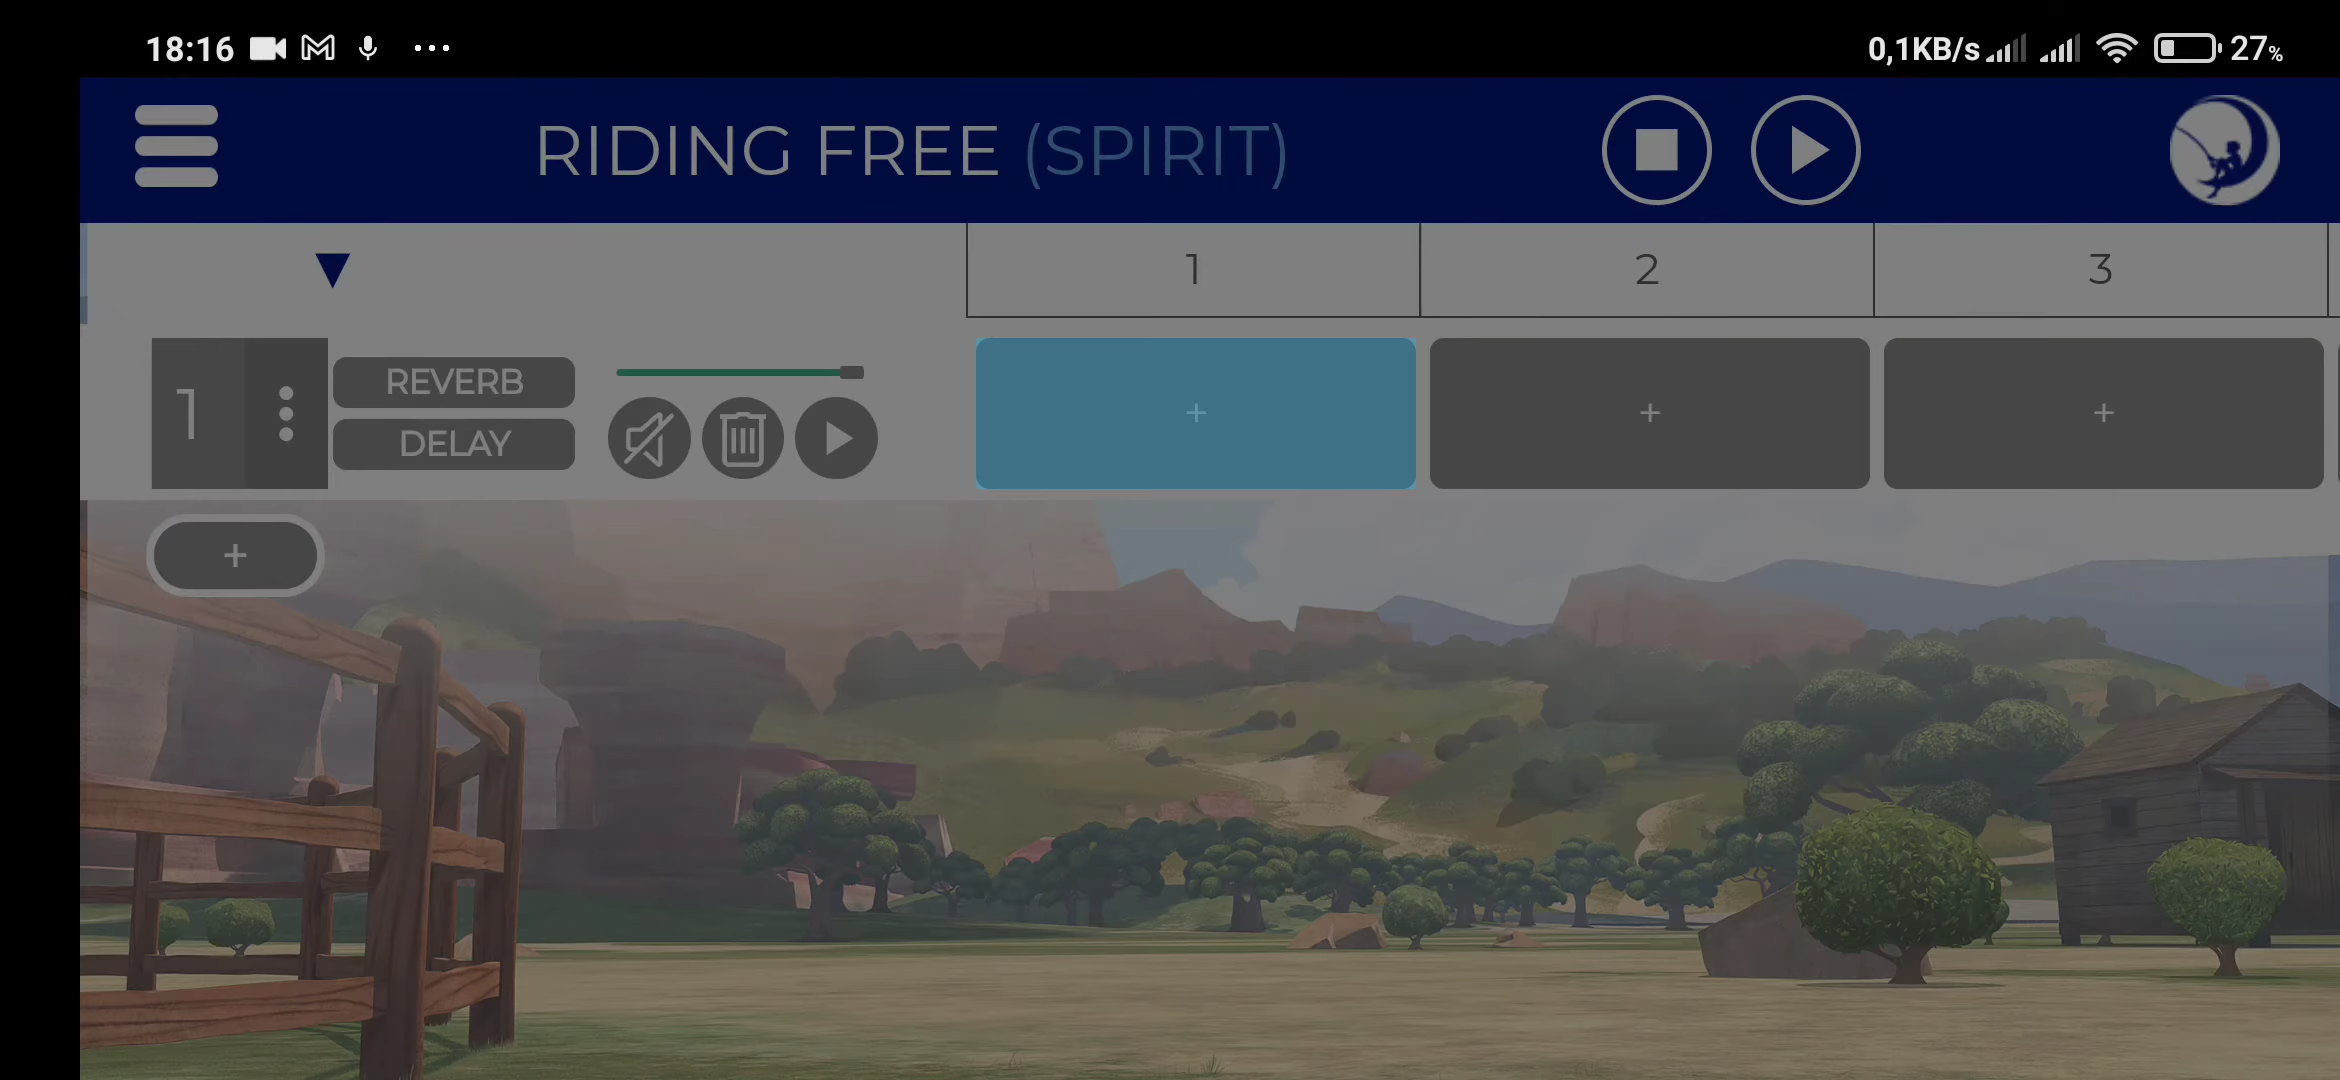 18:16 0,1KB/s 27%
RIDING FREE (SPIRIT)
1 2 3
1 REVERB + + +
DELAY
+